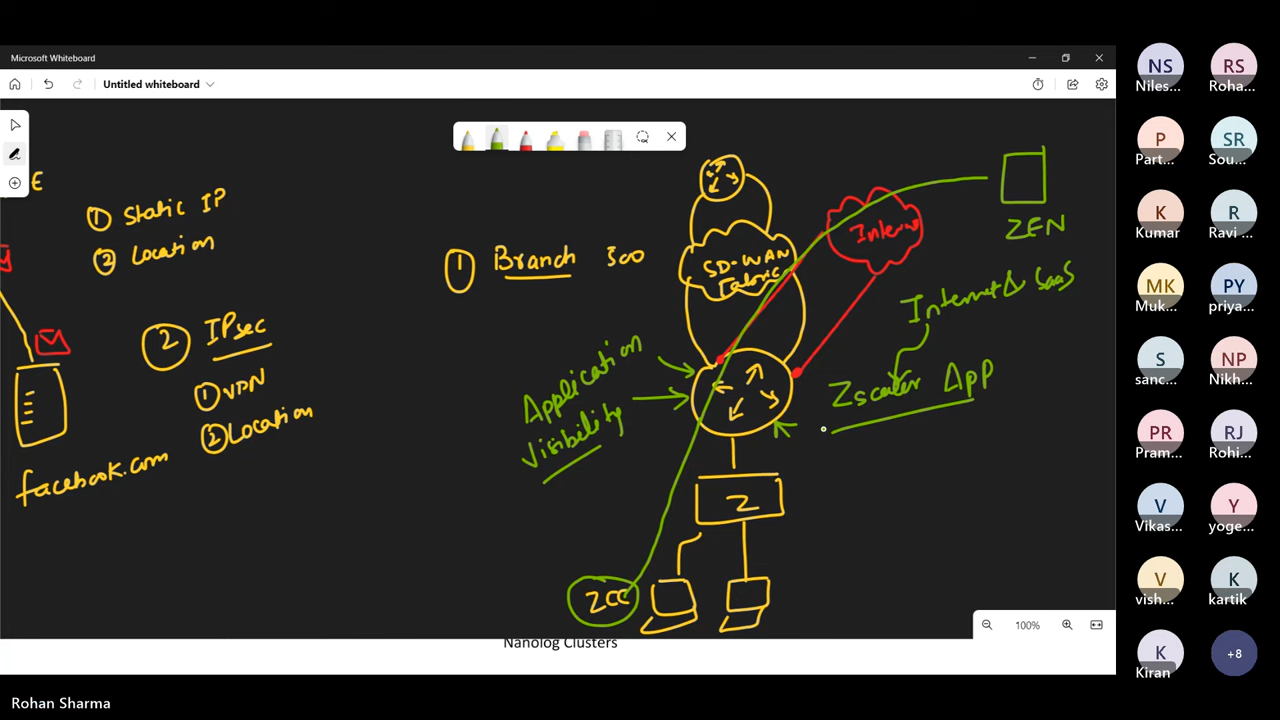 Microsoft Whiteboard
Untitled whiteboard
E
① Static IP
② Location
② IPsec
① VPN
② Location
facebook.com
① Branch 500
SD-WAN
Fabric
Internet
ZEN
Internet & SaaS
Zscaler App
Application
Visibility
2
ZCC
100%
Nanolog Clusters
Rohan Sharma
NS
Niles...
RS
Roha...
P
Part...
SR
Sou...
K
Kumar
R
Ravi ...
MK
Muk...
PY
priya...
S
sanc...
NP
Nikh...
PR
Pram...
RJ
Rohi...
V
Vikas...
Y
yoge...
V
vish...
K
kartik
K
Kiran
+8